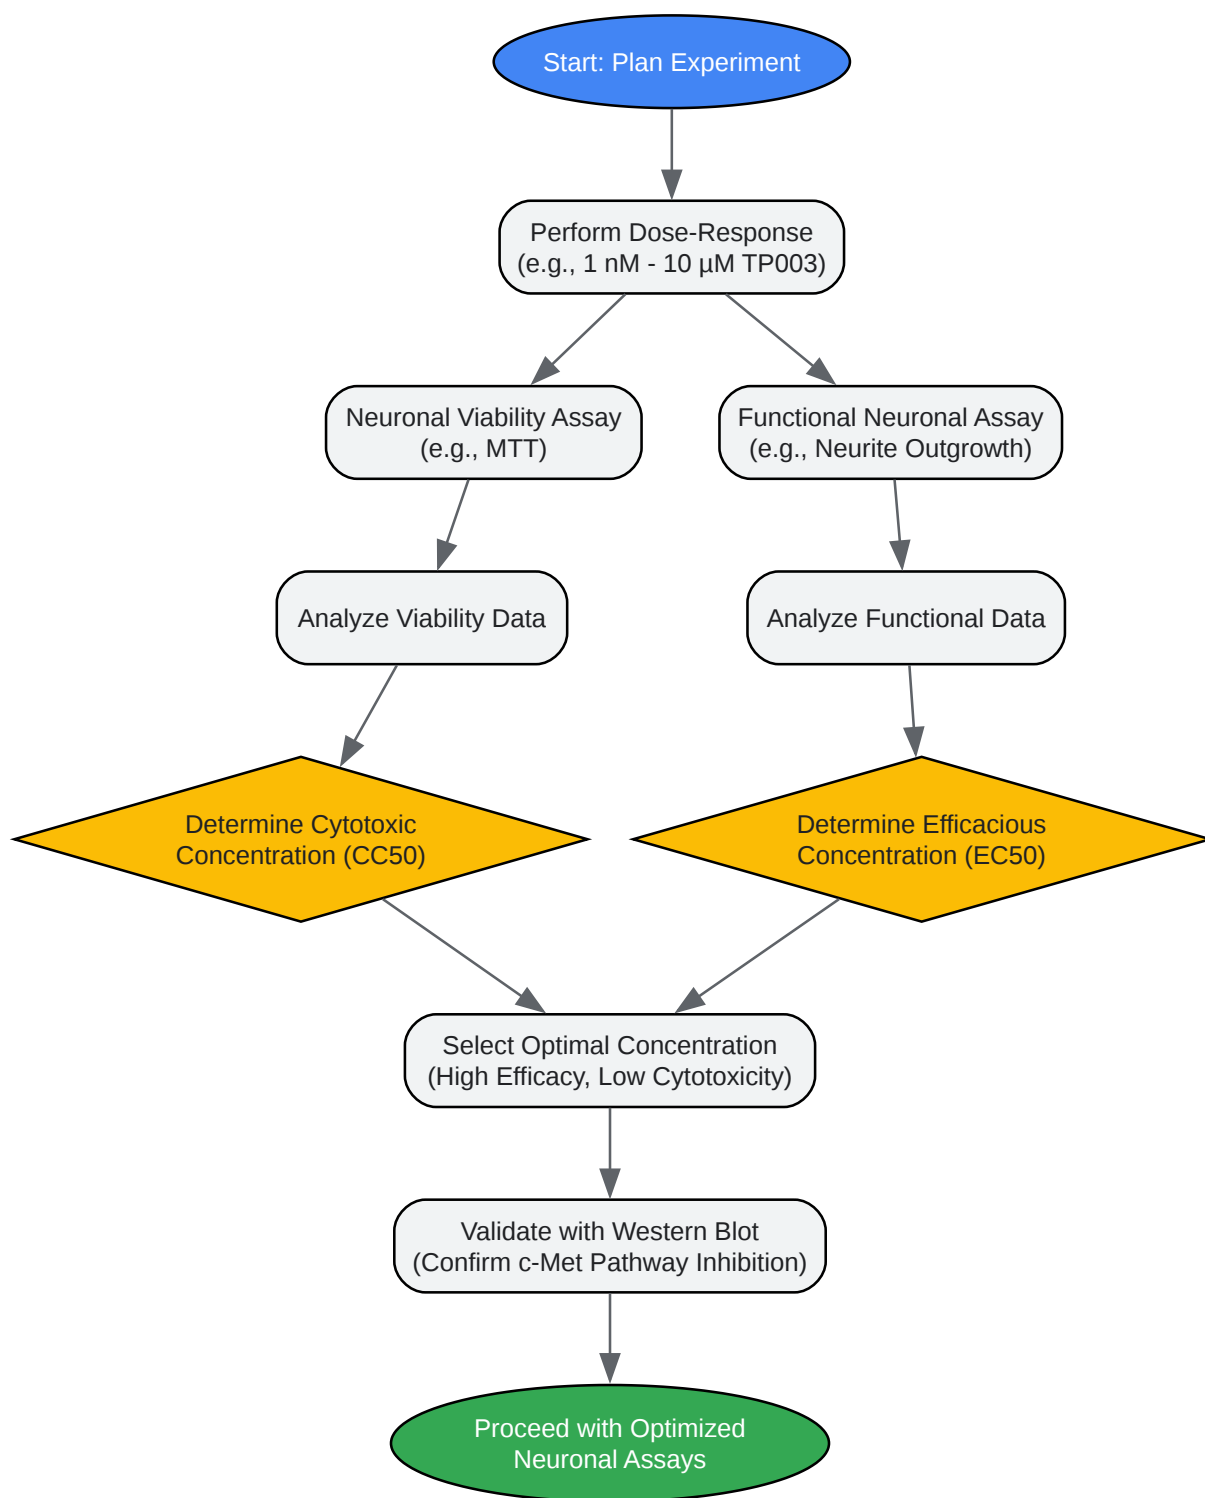 Start: Plan Experiment
Perform Dose-Response
(e.g., 1 nM - 10 µM TP003)
Neuronal Viability Assay
(e.g., MTT)
Functional Neuronal Assay
(e.g., Neurite Outgrowth)
Analyze Viability Data
Analyze Functional Data
Determine Cytotoxic
Concentration (CC50)
Determine Efficacious
Concentration (EC50)
Select Optimal Concentration
(High Efficacy, Low Cytotoxicity)
Validate with Western Blot
(Confirm c-Met Pathway Inhibition)
Proceed with Optimized
Neuronal Assays